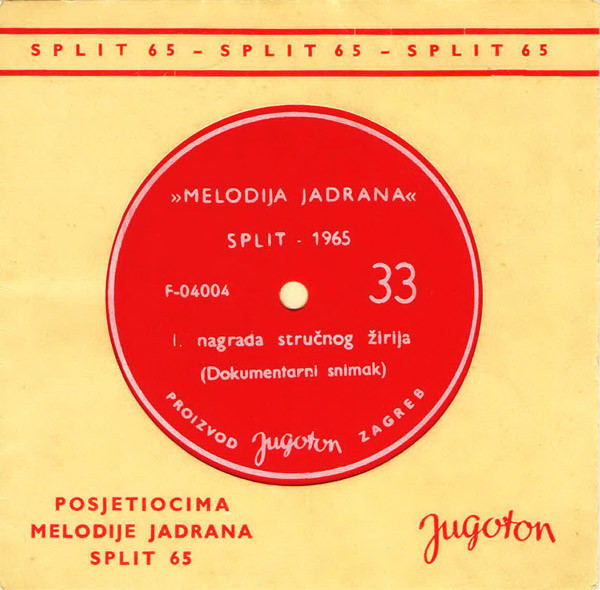 SPLIT 65 - SPLIT 65 - SPLIT 65
»MELODIJA JADRANA«
SPLIT - 1965
F-04004
33
I. nagrada stručnog žirija
(Dokumentarni snimak)
PROIZVOD Jugoton ZAGREB
POSJETIOCIMA
MELODIJE JADRANA
SPLIT 65
Jugoton